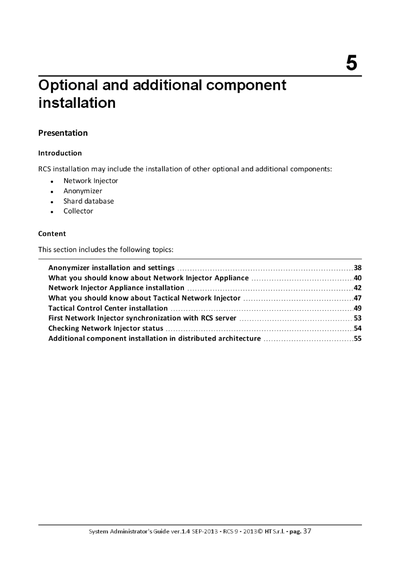 5
Optional and additional component
installation
Presentation
Introduction
RCS installation may include the installation of other optional and additional components:
• Network Injector
• Anonymizer
• Shard database
• Collector
Content
This section includes the following topics:
Anonymizer installation and settings 38
What you should know about Network Injector Appliance 40
Network Injector Appliance installation 42
What you should know about Tactical Network Injector 47
Tactical Control Center installation 49
First Network Injector synchronization with RCS server 53
Checking Network Injector status 54
Additional component installation in distributed architecture 55
System Administrator's Guide ver.1.4 SEP-2013 - RCS 9 - 2013© HT S.r.l. - pag. 37